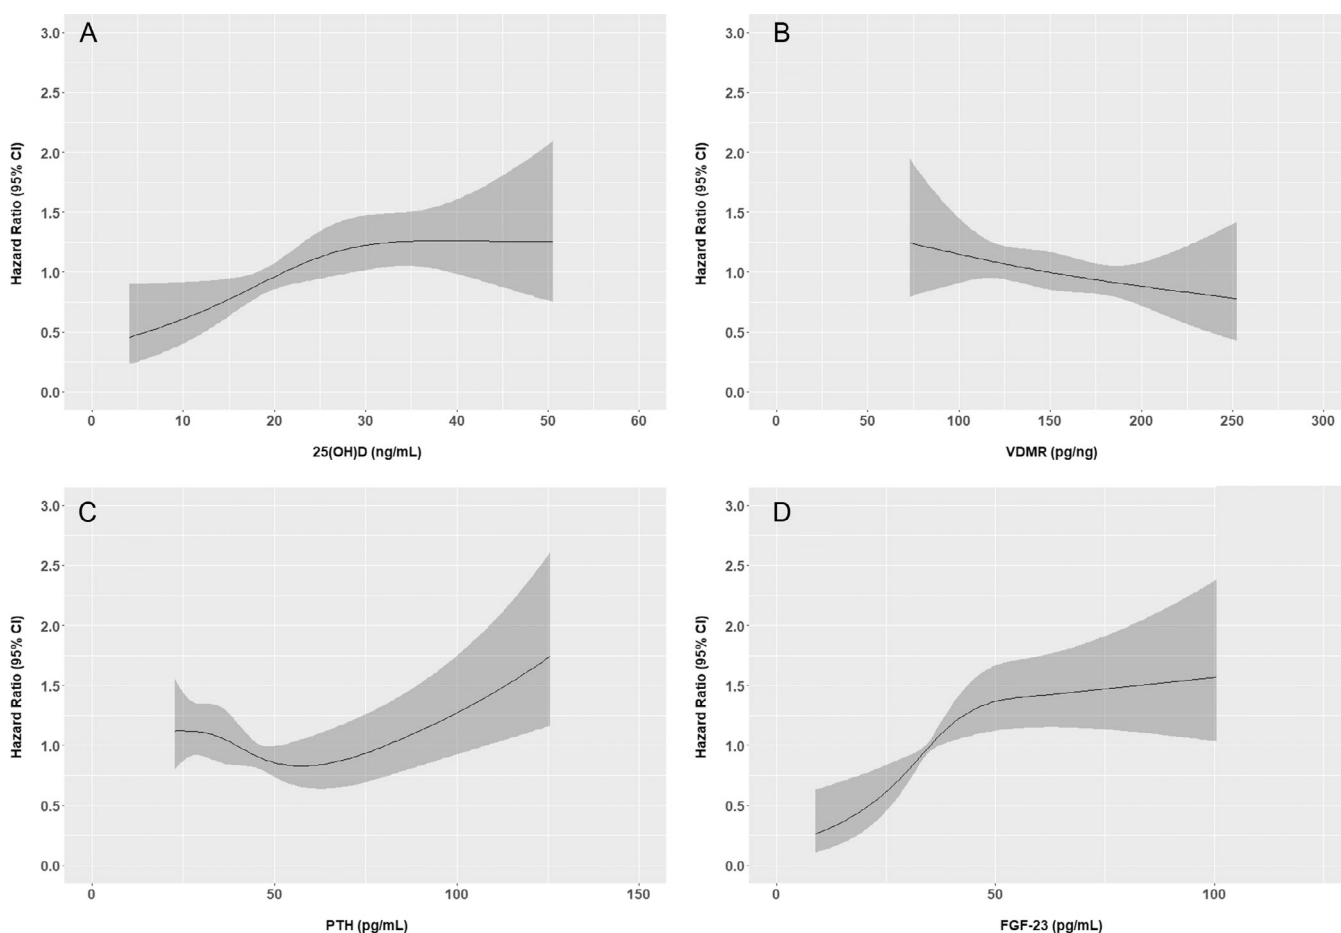 A
3.0
2.5
2.0
1.5
1.0
0.5
0.0
Hazard Ratio (95% CI)
0 10 20 30 40 50 60
25(OH)D (ng/mL)
B
3.0
2.5
2.0
1.5
1.0
0.5
0.0
Hazard Ratio (95% CI)
0 50 100 150 200 250 300
VDMR (pg/ng)
C
3.0
2.5
2.0
1.5
1.0
0.5
0.0
Hazard Ratio (95% CI)
0 50 100 150
PTH (pg/mL)
D
3.0
2.5
2.0
1.5
1.0
0.5
0.0
Hazard Ratio (95% CI)
0 50 100
FGF-23 (pg/mL)